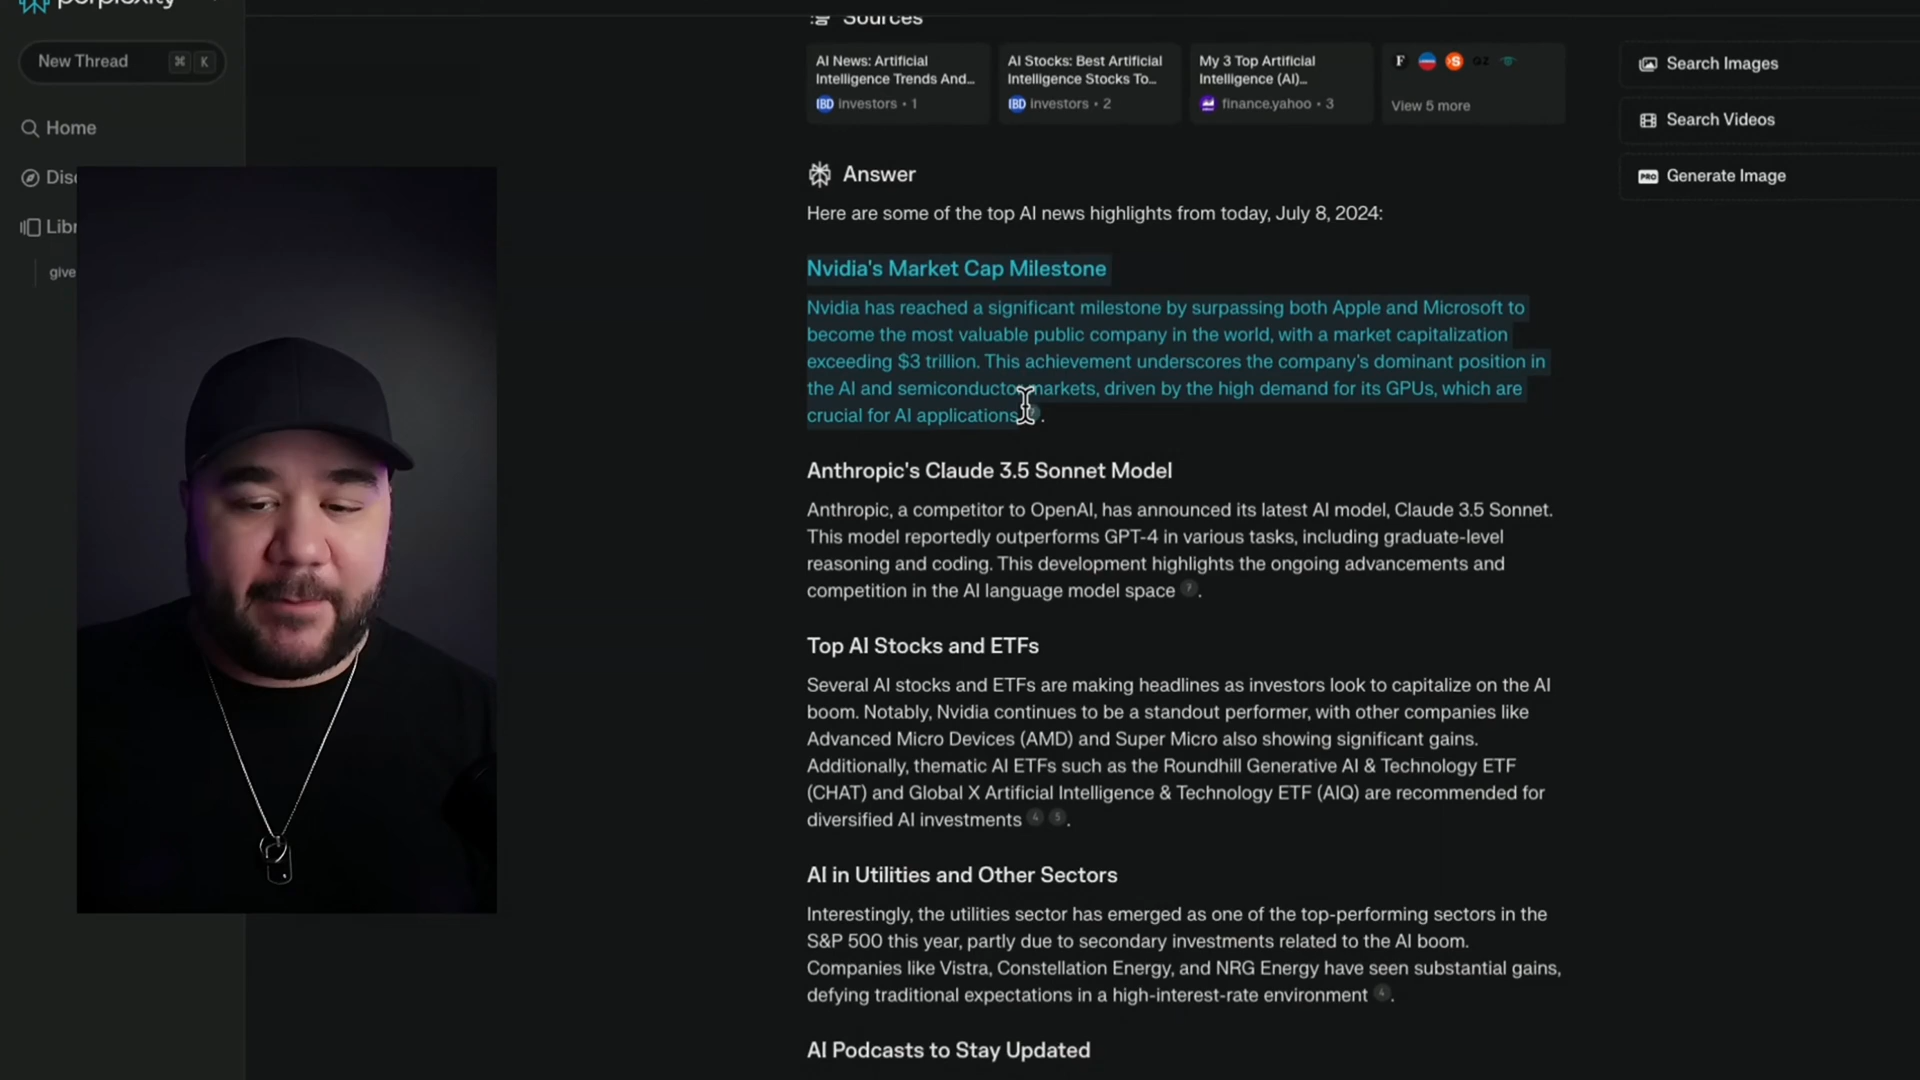 perplexity
New Thread ⌘ K
Home
Disc
Libr
give
Sources
AI News: Artificial
Intelligence Trends And...
IBD investors • 1
AI Stocks: Best Artificial
Intelligence Stocks To...
IBD investors • 2
My 3 Top Artificial
Intelligence (AI)...
finance.yahoo • 3
F
View 5 more
Search Images
Search Videos
PRO Generate Image
Answer
Here are some of the top AI news highlights from today, July 8, 2024:
Nvidia's Market Cap Milestone
Nvidia has reached a significant milestone by surpassing both Apple and Microsoft to
become the most valuable public company in the world, with a market capitalization
exceeding $3 trillion. This achievement underscores the company's dominant position in
the AI and semiconductor markets, driven by the high demand for its GPUs, which are
crucial for AI applications .
Anthropic's Claude 3.5 Sonnet Model
Anthropic, a competitor to OpenAI, has announced its latest AI model, Claude 3.5 Sonnet.
This model reportedly outperforms GPT-4 in various tasks, including graduate-level
reasoning and coding. This development highlights the ongoing advancements and
competition in the AI language model space 7 .
Top AI Stocks and ETFs
Several AI stocks and ETFs are making headlines as investors look to capitalize on the AI
boom. Notably, Nvidia continues to be a standout performer, with other companies like
Advanced Micro Devices (AMD) and Super Micro also showing significant gains.
Additionally, thematic AI ETFs such as the Roundhill Generative AI & Technology ETF
(CHAT) and Global X Artificial Intelligence & Technology ETF (AIQ) are recommended for
diversified AI investments 4 5 .
AI in Utilities and Other Sectors
Interestingly, the utilities sector has emerged as one of the top-performing sectors in the
S&P 500 this year, partly due to secondary investments related to the AI boom.
Companies like Vistra, Constellation Energy, and NRG Energy have seen substantial gains,
defying traditional expectations in a high-interest-rate environment 4 .
AI Podcasts to Stay Updated